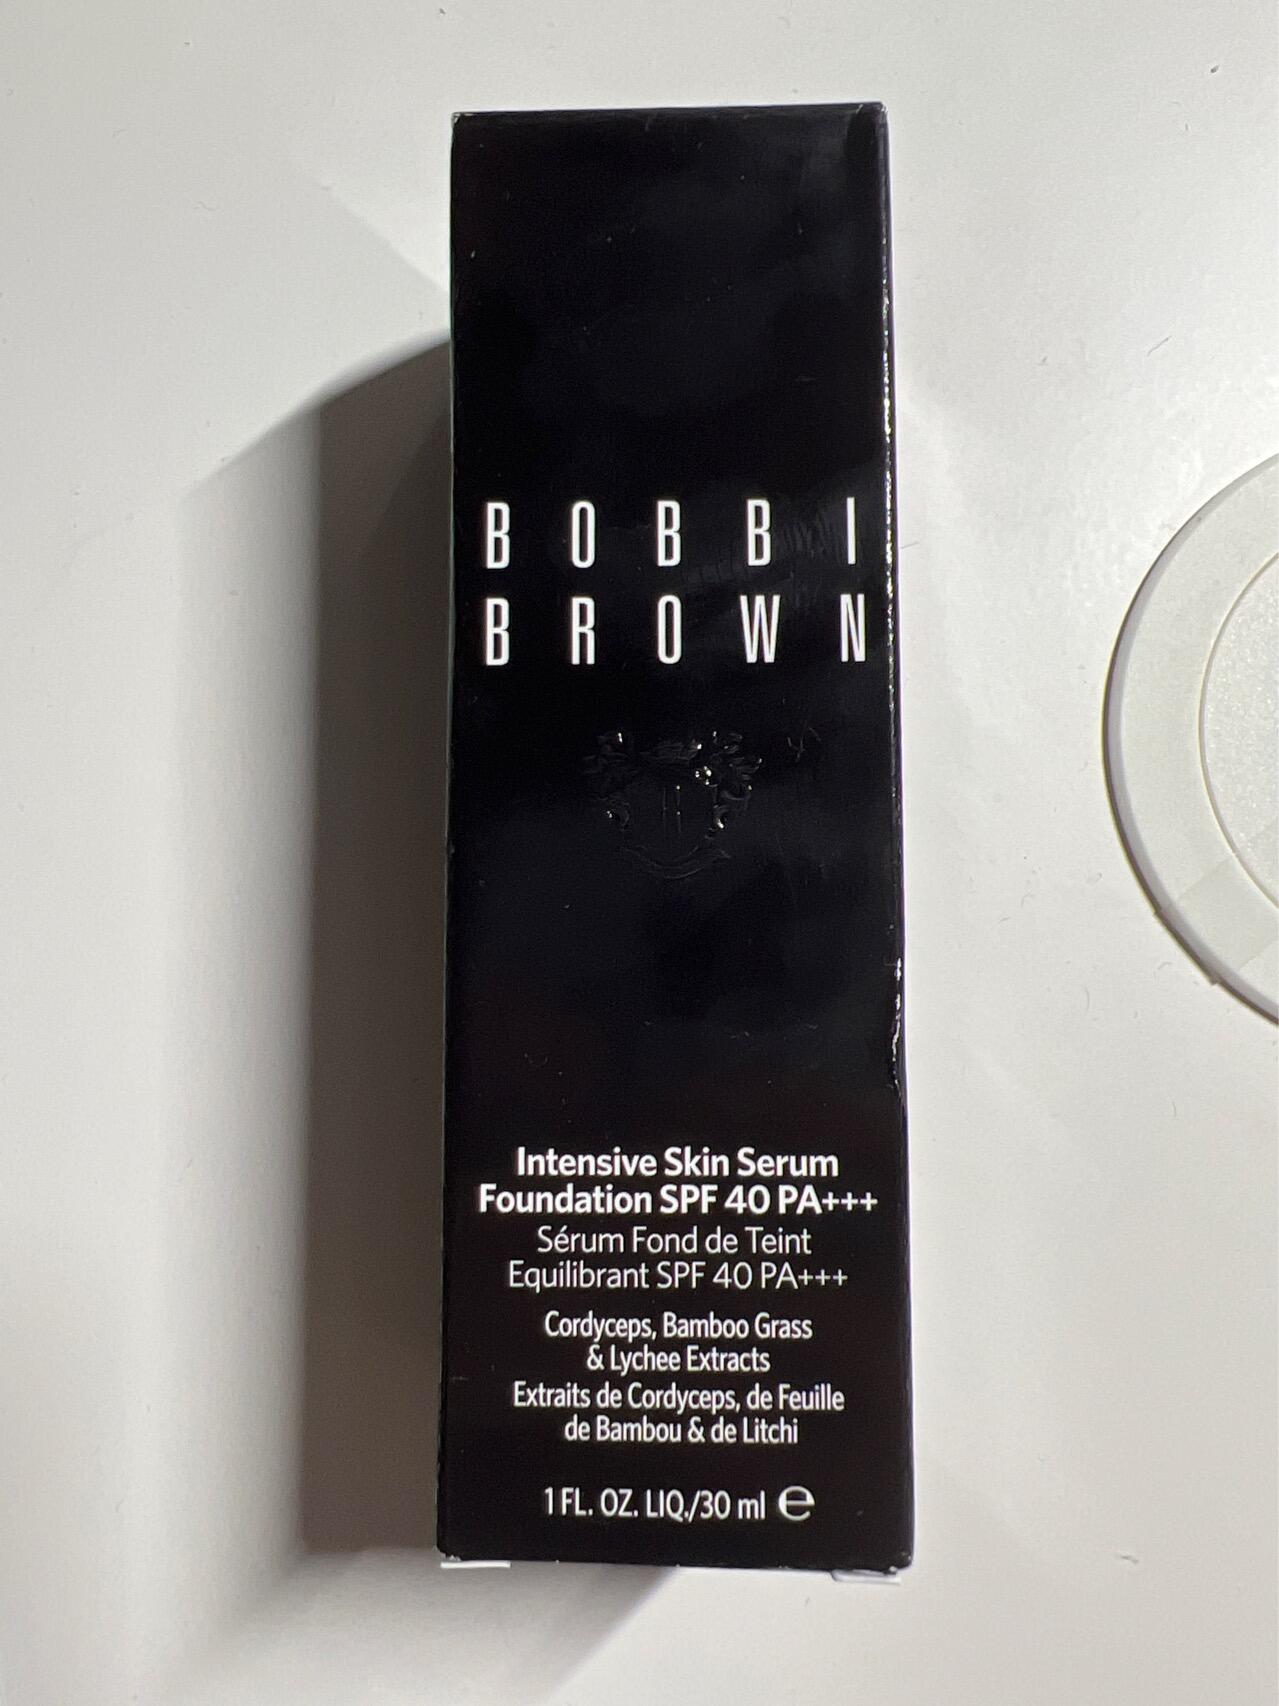 BOBBI
BROWN
Intensive Skin Serum
Foundation SPF 40 PA+++
Sérum Fond de Teint
Equilibrant SPF 40 PA+++
Cordyceps, Bamboo Grass
& Lychee Extracts
Extraits de Cordyceps, de Feuille
de Bambou & de Litchi
1 FL. OZ. LIQ./30 ml ℮